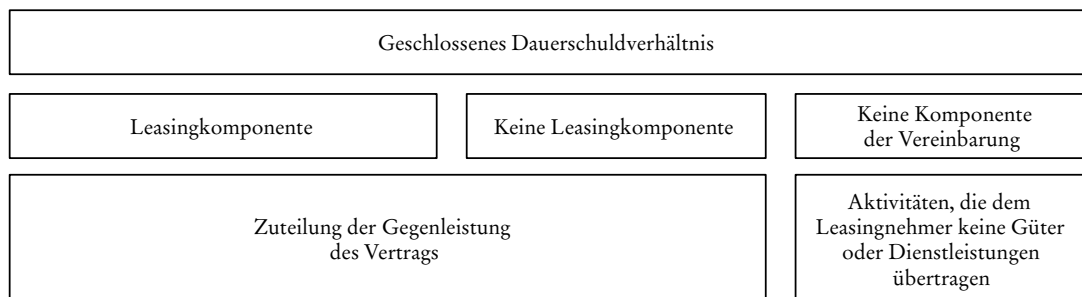 Geschlossenes Dauerschuldverhältnis
Leasingkomponente
Keine Leasingkomponente
Keine Komponente
der Vereinbarung
Zuteilung der Gegenleistung
des Vertrags
Aktivitäten, die dem
Leasingnehmer keine Güter
oder Dienstleistungen
übertragen